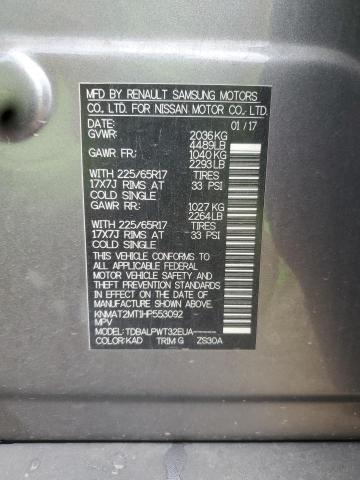 MFD BY RENAULT SAMSUNG MOTORS
CO., LTD. FOR NISSAN MOTOR CO., LTD.
DATE: 01/17
GVWR: 2036KG
4489LB
GAWR FR: 1040 KG
2293LB
WITH 225/65R17 TIRES
17X7J RIMS AT 33 PSI
COLD SINGLE
GAWR RR: 1027 KG
2264LB
WITH 225/65R17 TIRES
17X7J RIMS AT 33 PSI
COLD SINGLE
THIS VEHICLE CONFORMS TO ALL
APPLICABLE U.S. FEDERAL
MOTOR VEHICLE SAFETY AND
THEFT PREVENTION STANDARDS
IN EFFECT ON THE DATE OF
MANUFACTURE SHOWN ABOVE.
KNMAT2MT1HP553092 -
MPV
MODEL: TDBALPWT32EUA------
COLOR: KAD TRIM G ZS30A